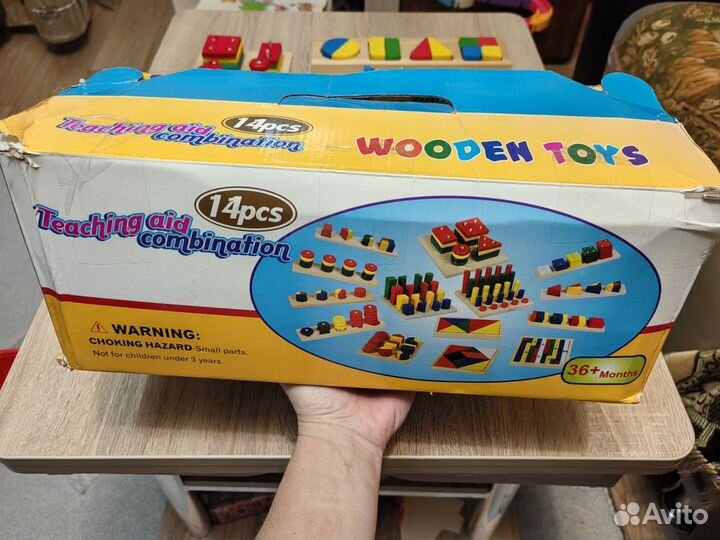 Teaching aid
combination
14pcs
WOODEN TOYS
Teaching aid
combination
14pcs
WARNING:
CHOKING HAZARD-Small parts.
Not for children under 3 years.
36+ Months
Avito